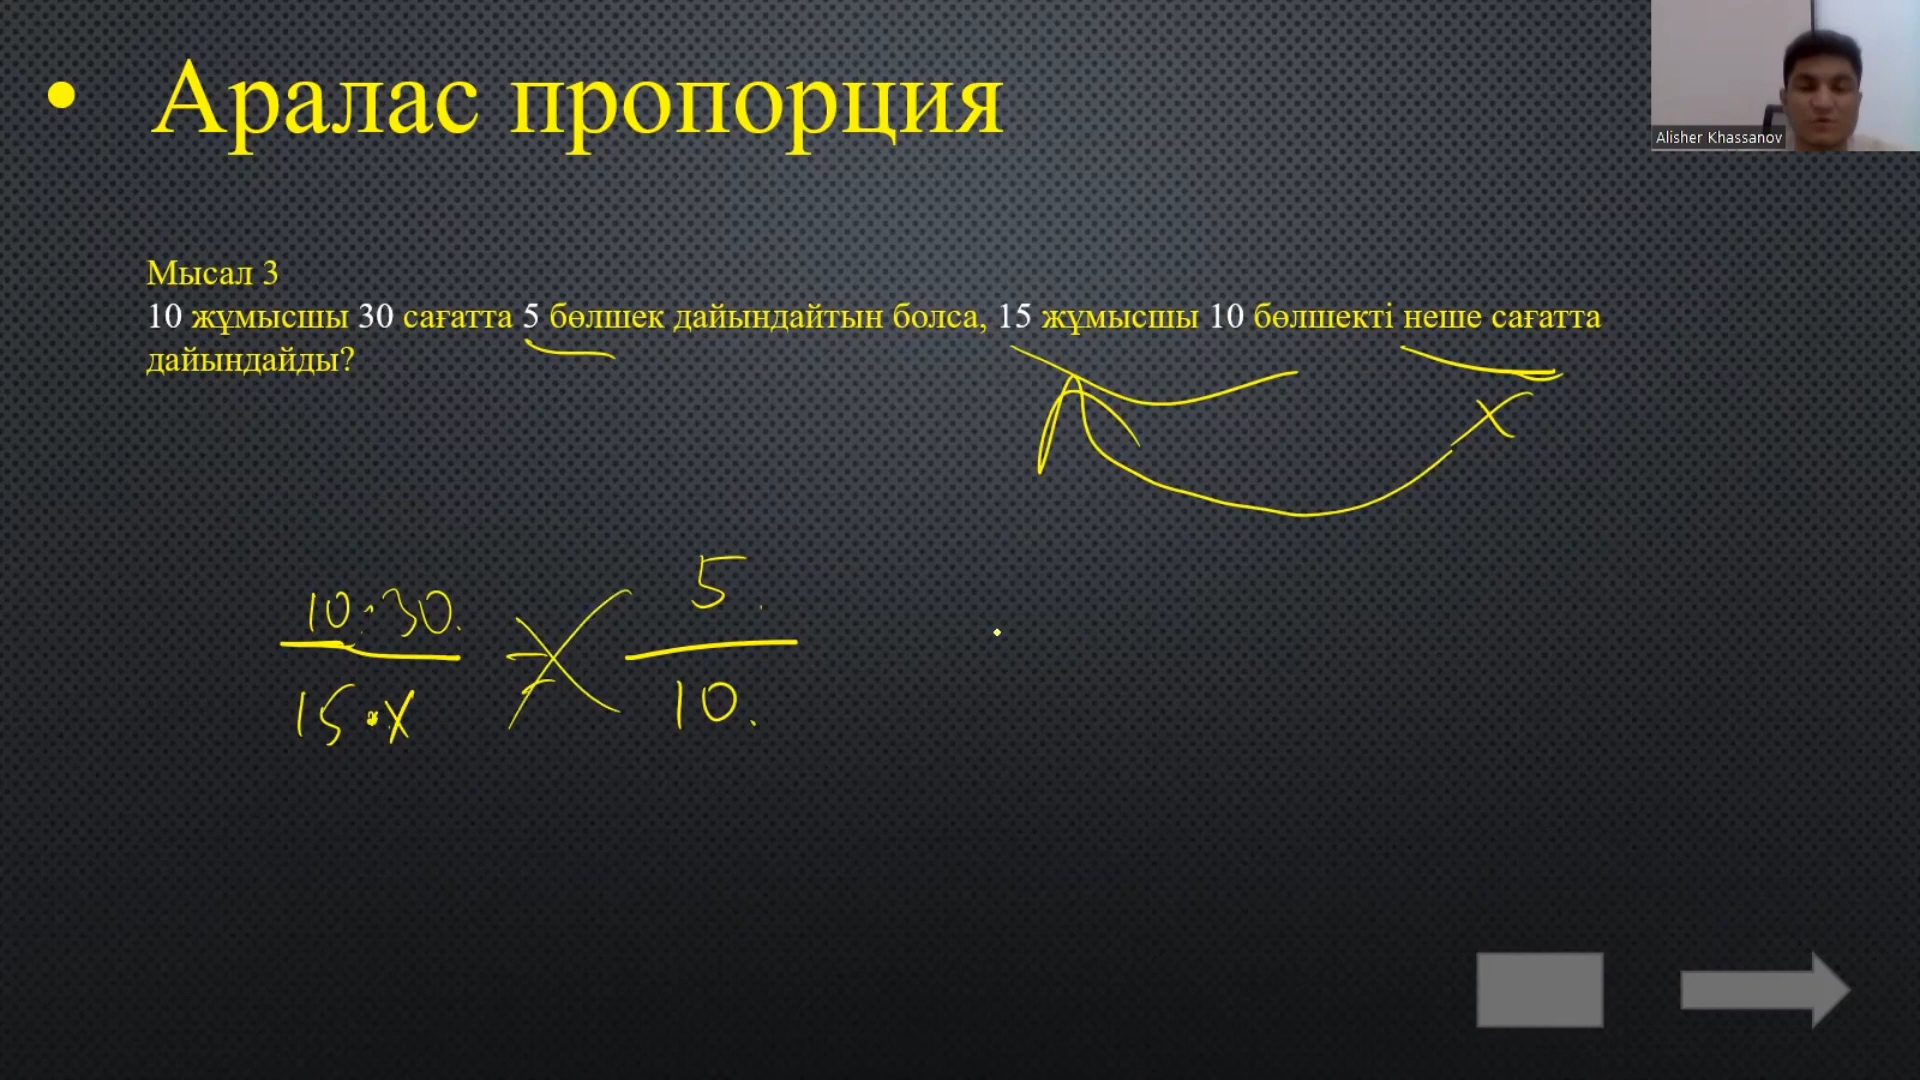 • Аралас пропорция
Alisher Khassanov
Мысал 3
10 жұмысшы 30 сағатта 5 бөлшек дайындайтын болса, 15 жұмысшы 10 бөлшекті неше сағатта
дайындайды?
x
10·30 = 5
15·x 10